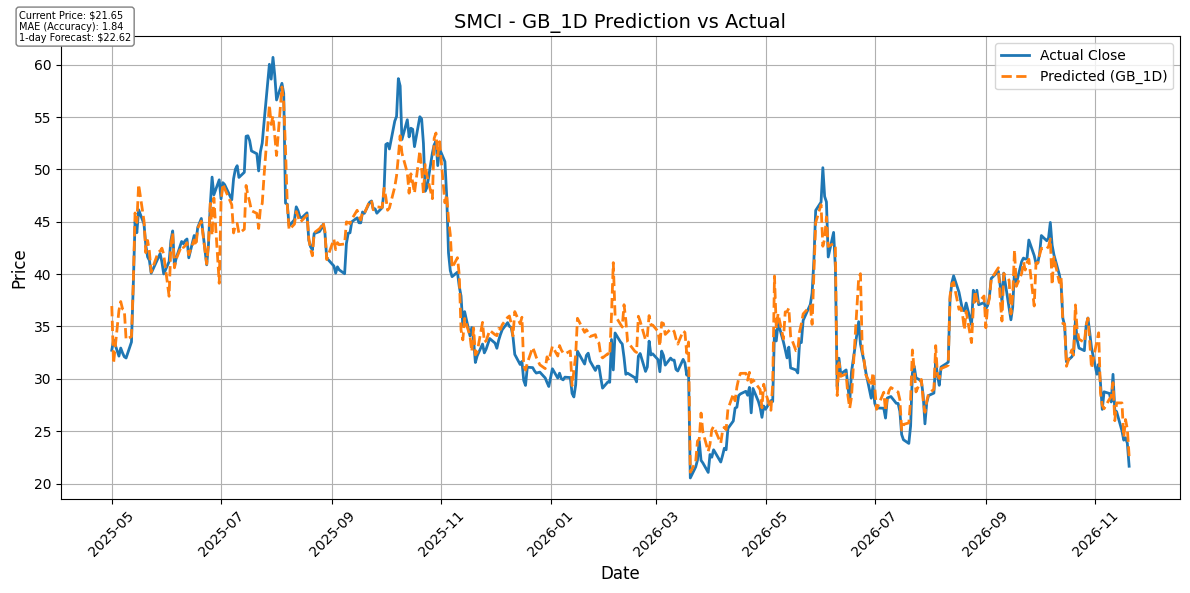 SMCI - GB_1D Prediction vs Actual
Current Price: $21.65
MAE (Accuracy): 1.84
1-day Forecast: $22.62
Actual Close
Predicted (GB_1D)
Price
60
55
50
45
40
35
30
25
20
2025-05
2025-07
2025-09
2025-11
2026-01
2026-03
2026-05
2026-07
2026-09
2026-11
Date